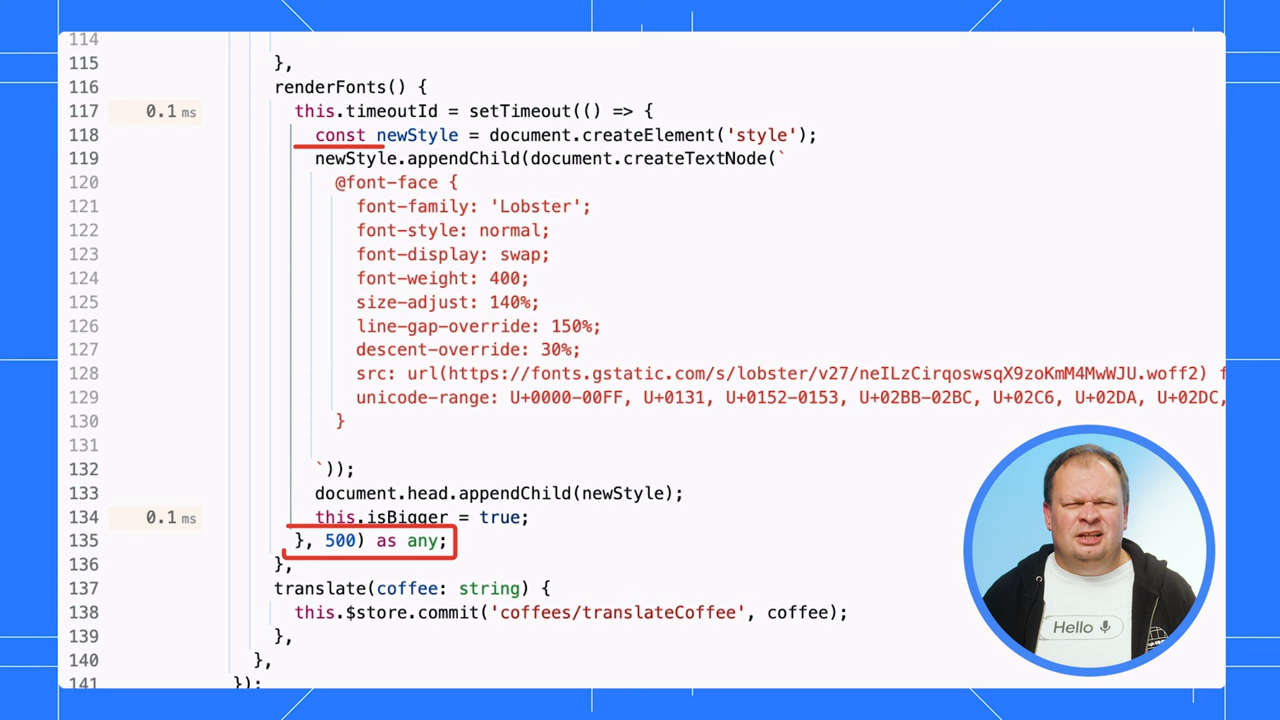 114
115 },
116 renderFonts() {
117 0.1 ms this.timeoutId = setTimeout(() => {
118 const newStyle = document.createElement('style');
119 newStyle.appendChild(document.createTextNode(`
120 @font-face {
121 font-family: 'Lobster';
122 font-style: normal;
123 font-display: swap;
124 font-weight: 400;
125 size-adjust: 140%;
126 line-gap-override: 150%;
127 descent-override: 30%;
128 src: url(https://fonts.gstatic.com/s/lobster/v27/neILzCirqoswsqX9zoKmM4MwWJU.woff2) f
129 unicode-range: U+0000-00FF, U+0131, U+0152-0153, U+02BB-02BC, U+02C6, U+02DA, U+02DC,
130 }
131
132 `));
133 document.head.appendChild(newStyle);
134 0.1 ms this.isBigger = true;
135 }, 500) as any;
136 },
137 translate(coffee: string) {
138 this.$store.commit('coffees/translateCoffee', coffee);
139 },
140 },
141 });
Hello